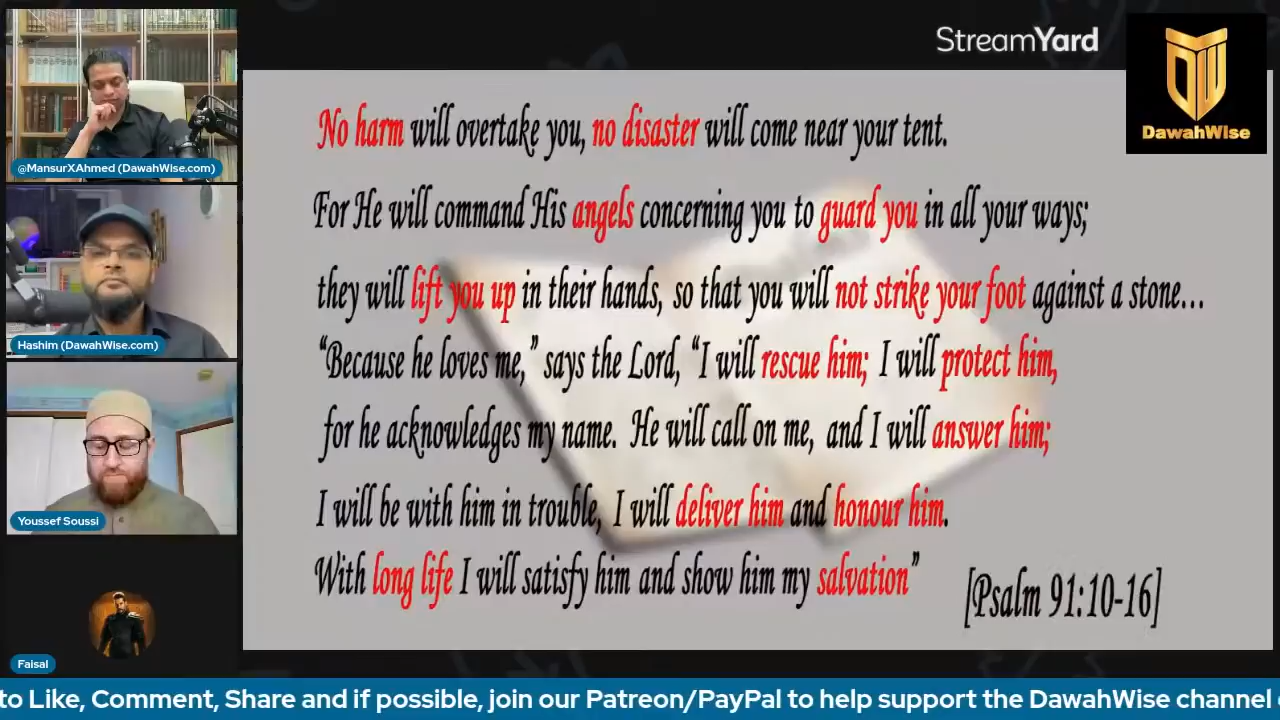 StreamYard
DawahWise
@MansurXAhmed (DawahWise.com)
Hashim (DawahWise.com)
Youssef Soussi
Faisal
No harm will overtake you, no disaster will come near your tent.
For He will command His angels concerning you to guard you in all your ways;
they will lift you up in their hands, so that you will not strike your foot against a stone...
“Because he loves me,” says the Lord, “I will rescue him; I will protect him,
for he acknowledges my name. He will call on me, and I will answer him;
I will be with him in trouble, I will deliver him and honour him.
With long life I will satisfy him and show him my salvation”
[Psalm 91:10-16]
to Like, Comment, Share and if possible, join our Patreon/PayPal to help support the DawahWise channel